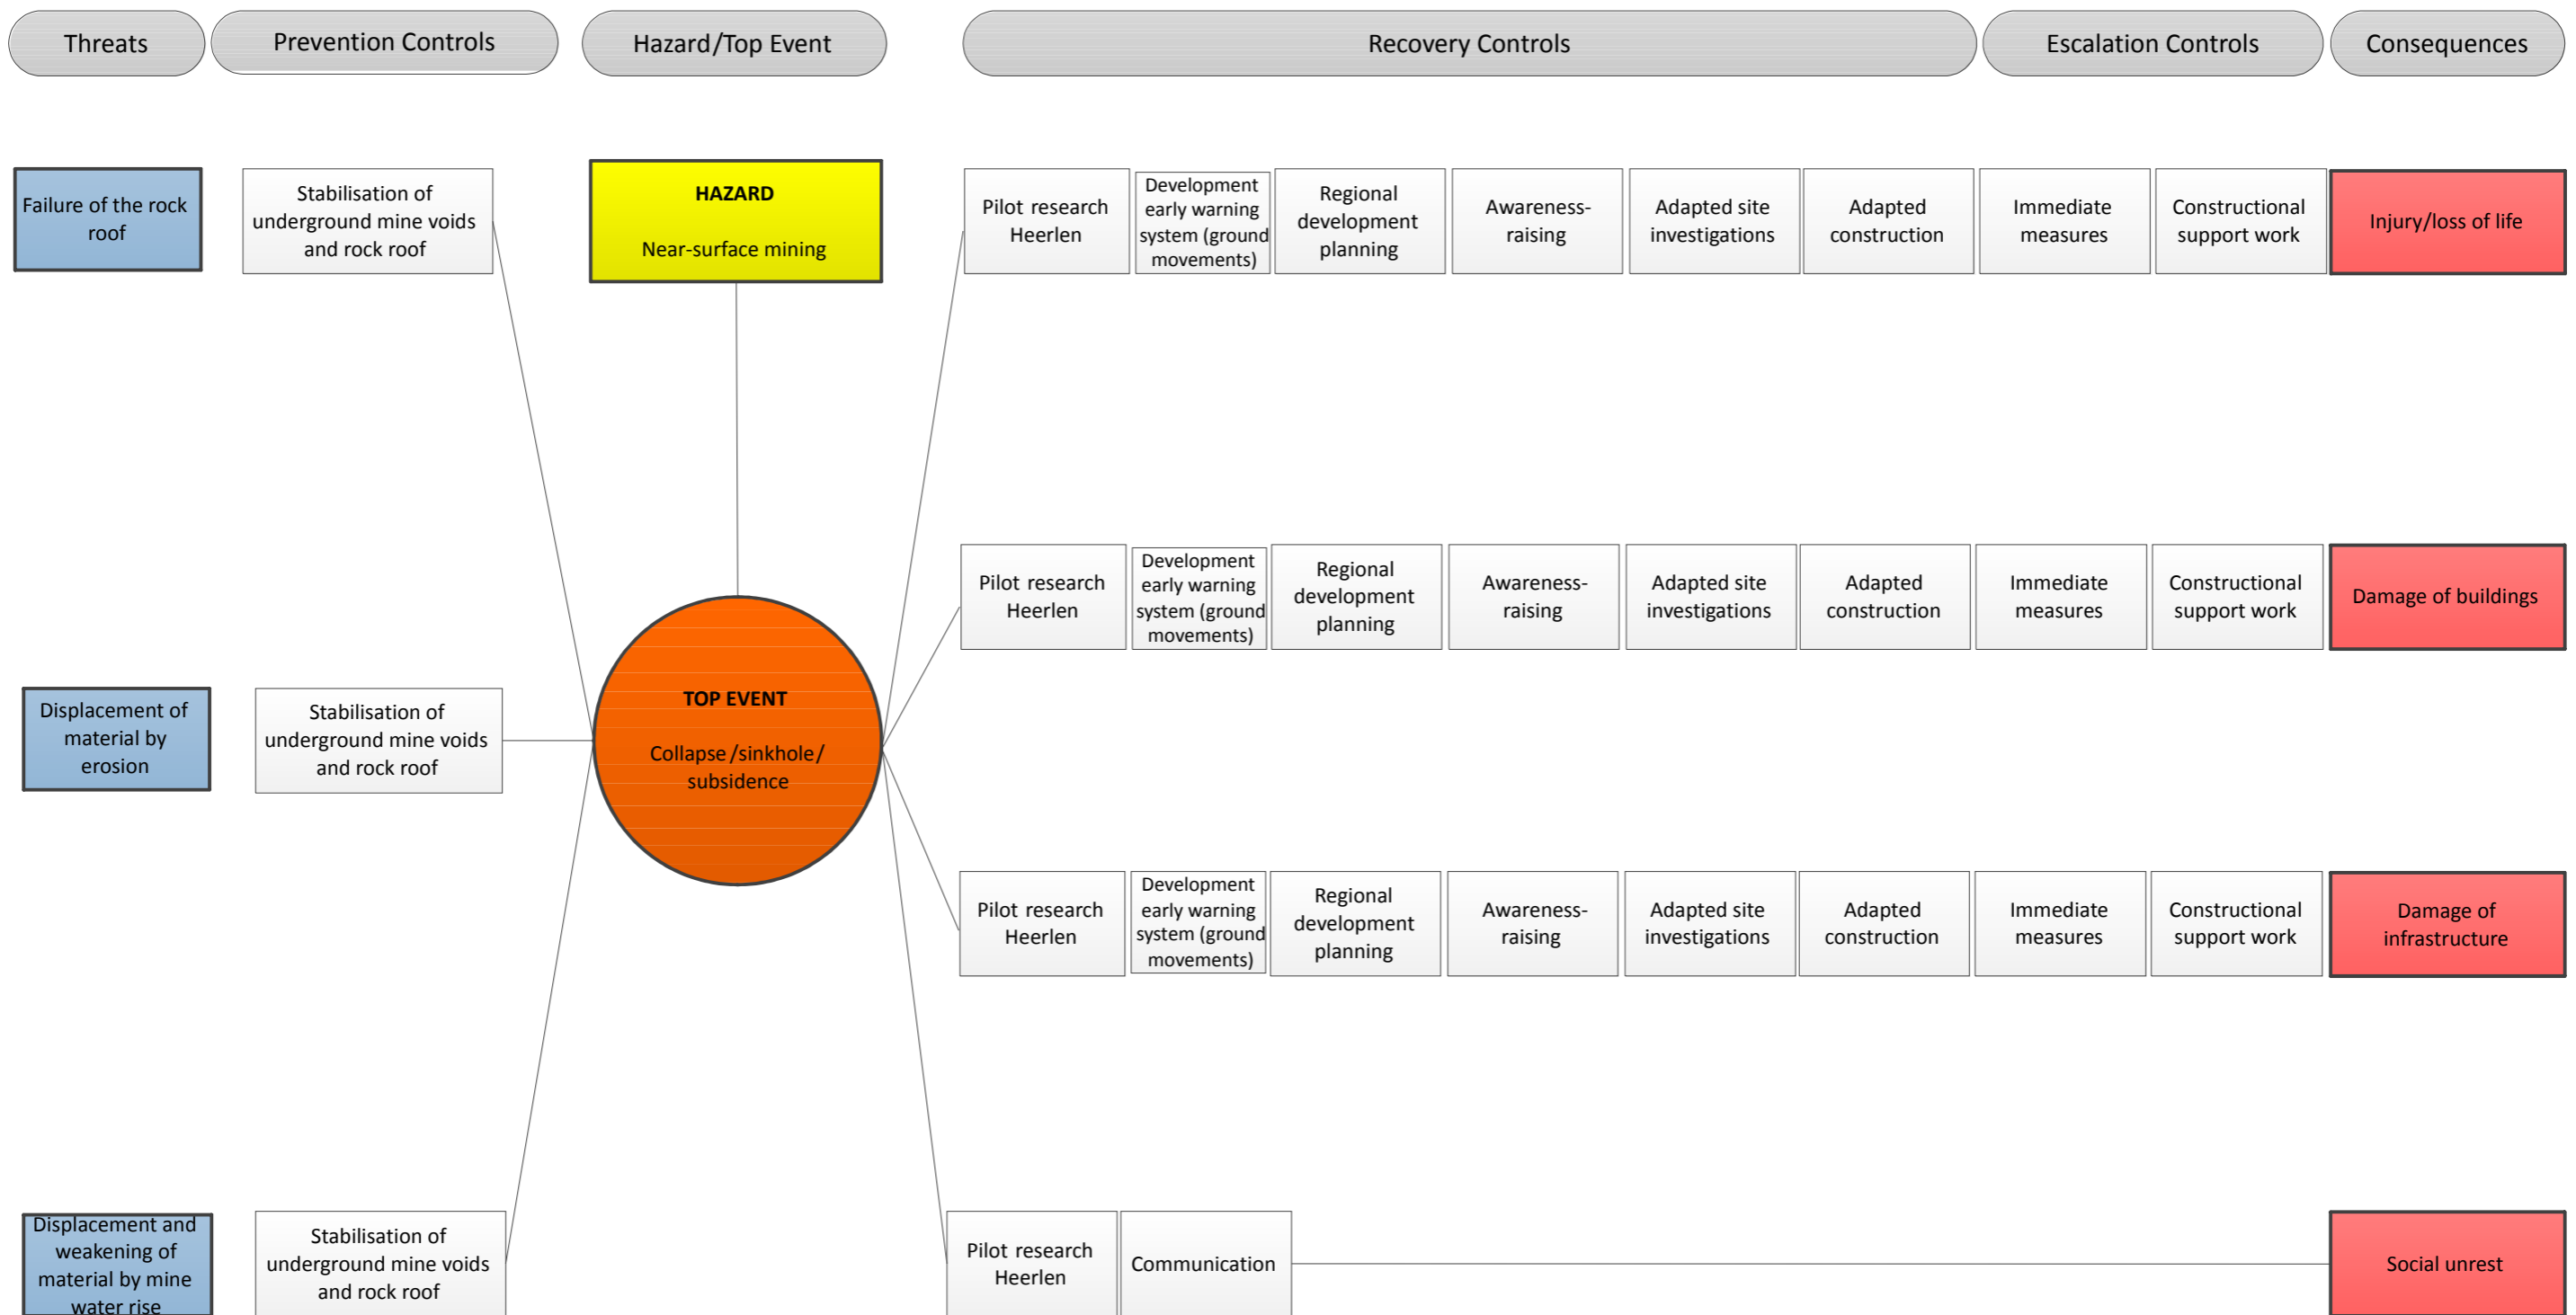 Threats
Prevention Controls
Hazard/Top Event
Recovery Controls
Escalation Controls
Consequences
Failure of the rock
roof
Stabilisation of
underground mine voids
and rock roof
HAZARD
Near-surface mining
Pilot research
Heerlen
Development
early warning
system (ground
movements)
Regional
development
planning
Awareness-
raising
Adapted site
investigations
Adapted
construction
Immediate
measures
Constructional
support work
Injury/loss of life
Pilot research
Heerlen
Development
early warning
system (ground
movements)
Regional
development
planning
Awareness-
raising
Adapted site
investigations
Adapted
construction
Immediate
measures
Constructional
support work
Damage of buildings
Displacement of
material by
erosion
Stabilisation of
underground mine voids
and rock roof
TOP EVENT
Collapse/sinkhole/
subsidence
Pilot research
Heerlen
Development
early warning
system (ground
movements)
Regional
development
planning
Awareness-
raising
Adapted site
investigations
Adapted
construction
Immediate
measures
Constructional
support work
Damage of
infrastructure
Displacement and
weakening of
material by mine
water rise
Stabilisation of
underground mine voids
and rock roof
Pilot research
Heerlen
Communication
Social unrest